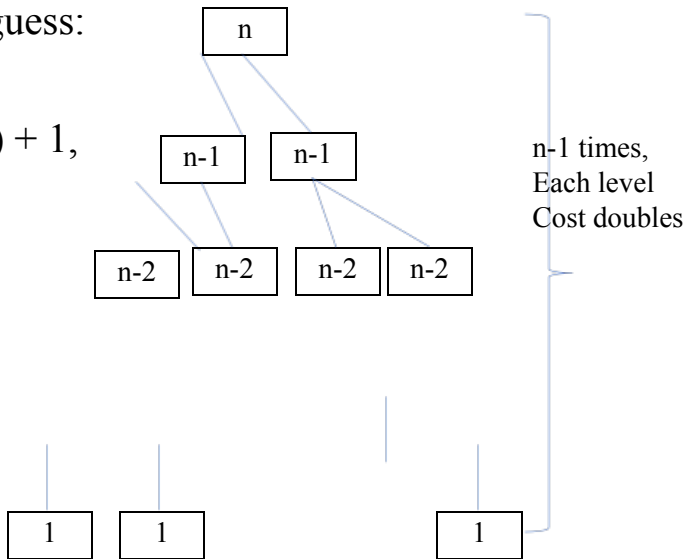 guess:
n
) + 1,
n-1 n-1
n-1 times,
Each level
Cost doubles
n-2 n-2 n-2 n-2
1 1 1